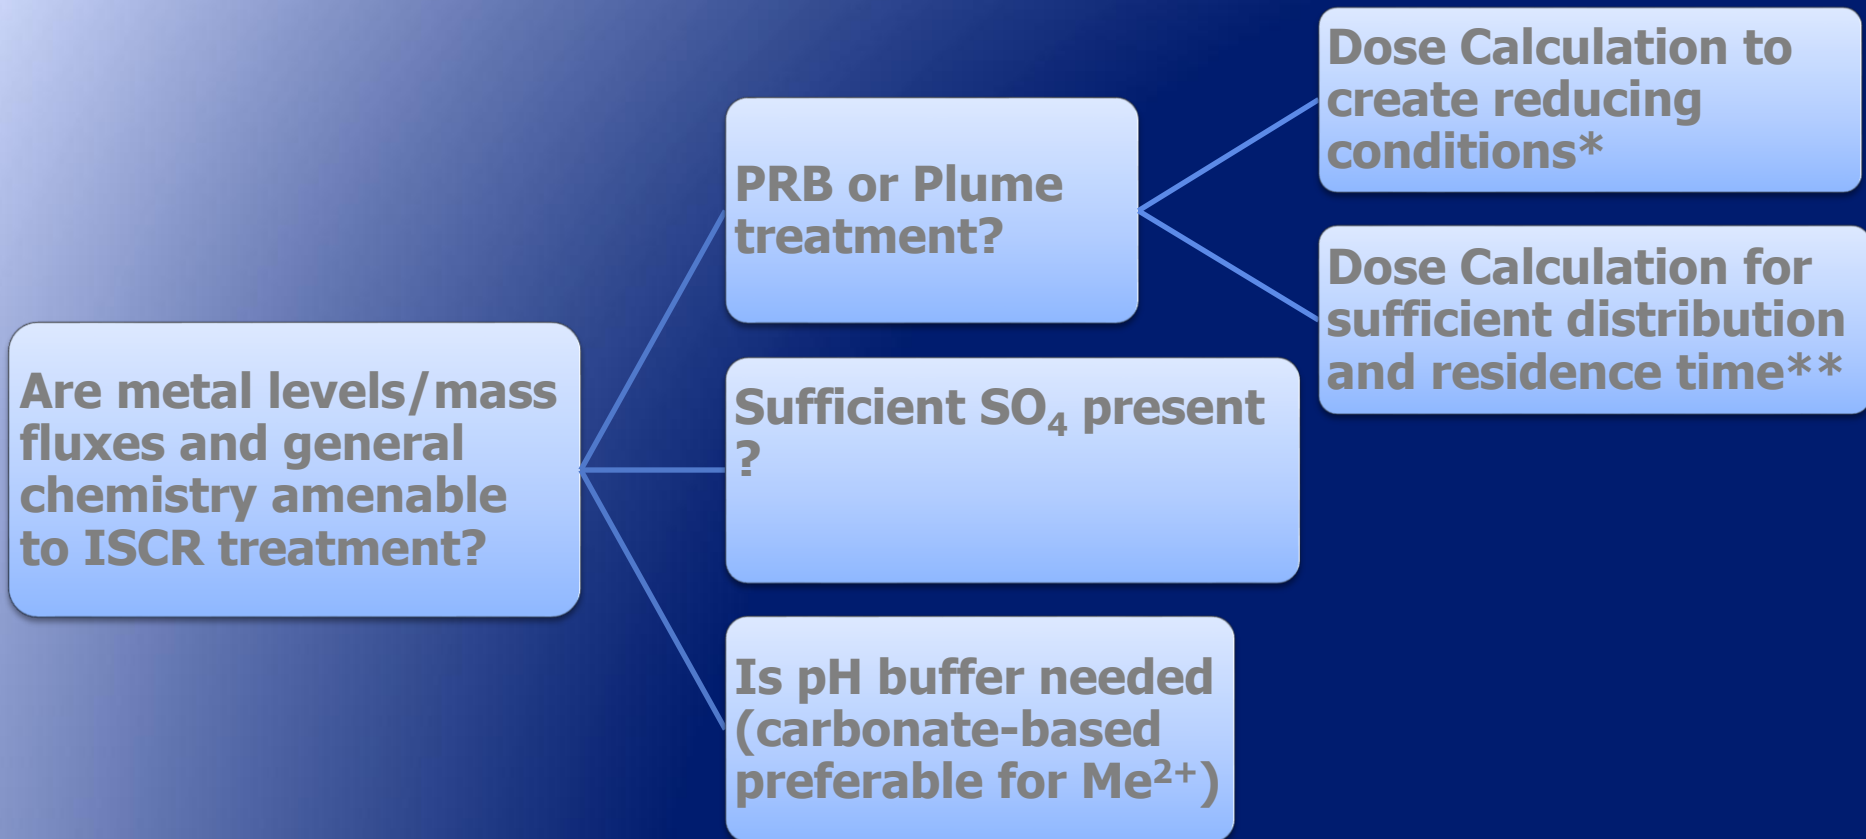 Are metal levels/mass
fluxes and general
chemistry amenable
to ISCR treatment?
PRB or Plume
treatment?
Dose Calculation to
create reducing
conditions*
Dose Calculation for
sufficient distribution
and residence time**
Sufficient SO₄ present
?
Is pH buffer needed
(carbonate-based
preferable for Me²⁺)